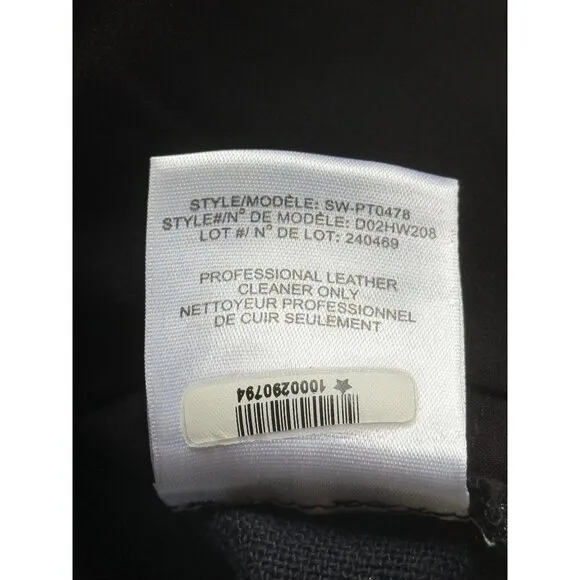 STYLE/MODÈLE: SW-PT0478
STYLE#/N° DE MODÈLE: D02HW208
LOT #/ N° DE LOT: 240469
PROFESSIONAL LEATHER
CLEANER ONLY
NETTOYEUR PROFESSIONNEL
DE CUIR SEULEMENT
1000290794